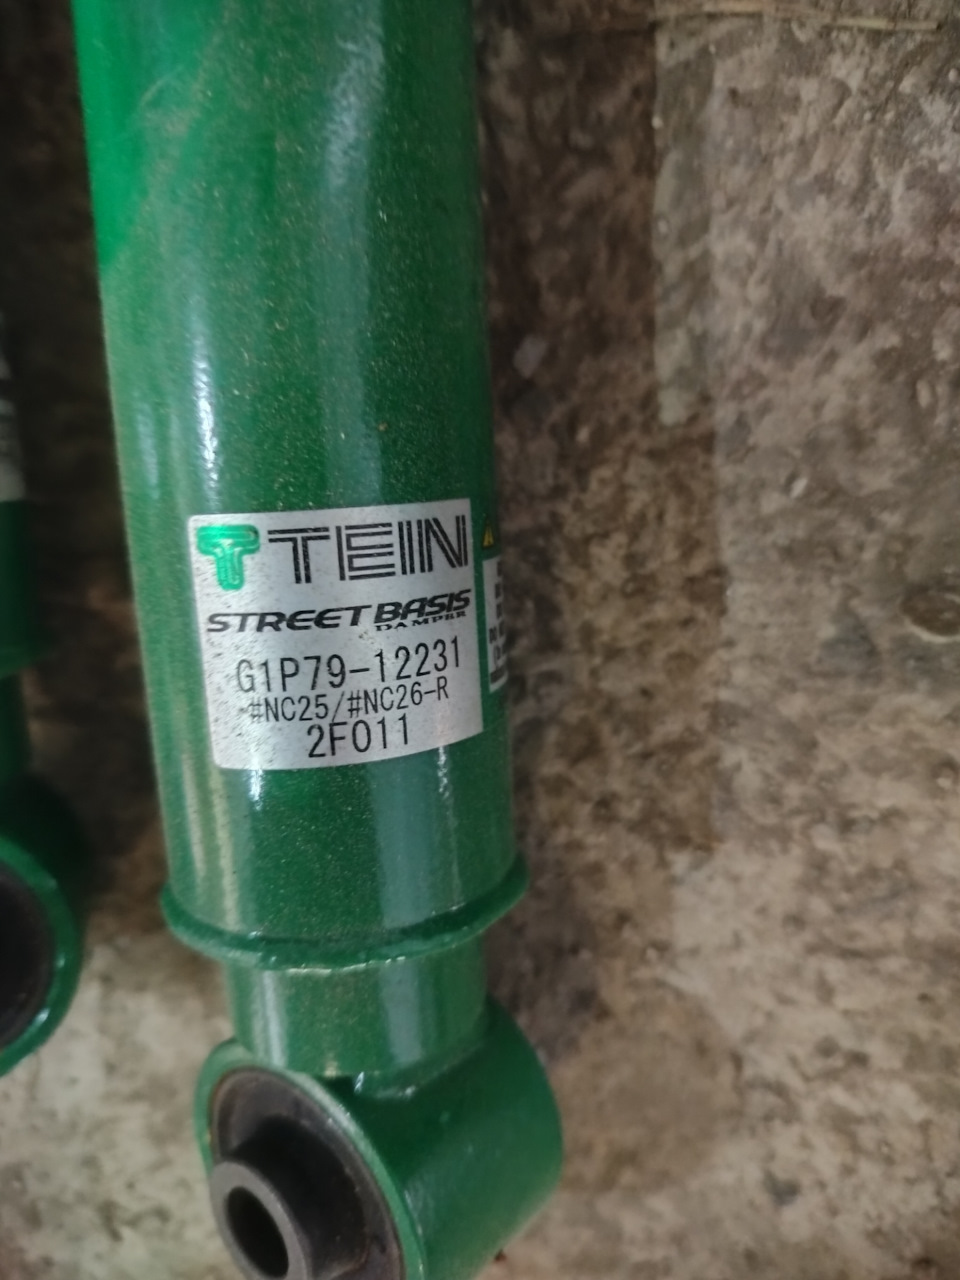 TEIN
STREET BASIS
DAMPER
G1P79-12231
#NC25/#NC26-R
2F011